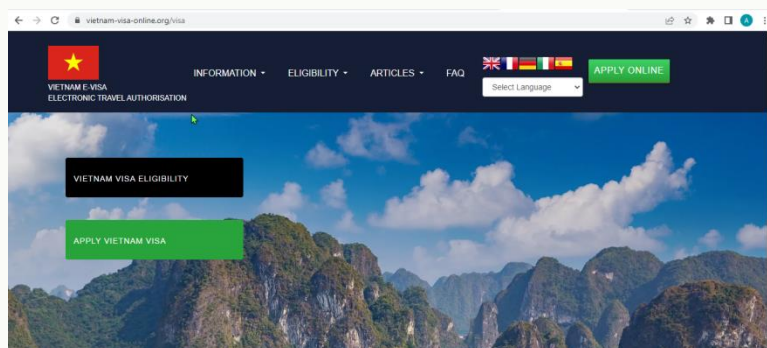 vietnam-visa-online.org/visa
A
INFORMATION
ELIGIBILITY
ARTICLES
FAQ
Select Language
APPLY ONLINE
VIETNAM E-VISA
ELECTRONIC TRAVEL AUTHORISATION
VIETNAM VISA ELIGIBILITY
APPLY VIETNAM VISA